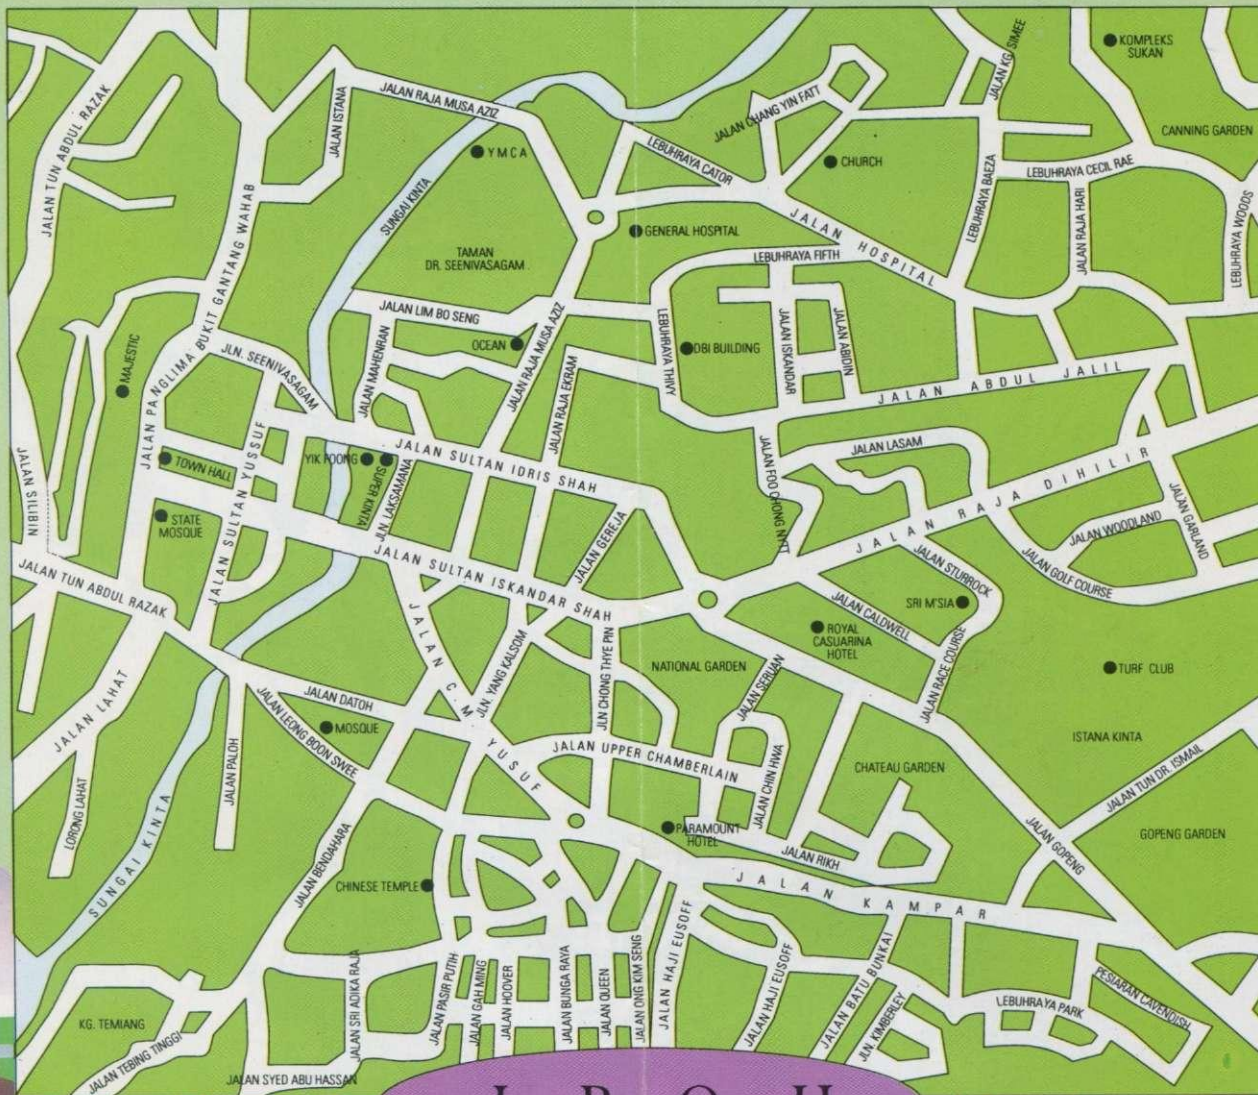 KOMPLEKS
SUKAN
JALAN KG. SIMEE
JALAN TUN ABDUL RAZAK
JALAN ISTANA
JALAN RAJA MUSA AZIZ
JALAN CHANG YIN FATT
CANNING GARDEN
YMCA
LEBUHRAYA CATOR
CHURCH
LEBUHRAYA CECIL RAE
SUNGAI KINTA
LEBUHRAYA BAEZA
JALAN RAJA HARI
LEBUHRAYA WOODS
JALAN PANGLIMA BUKIT GANTANG WAHAB
GENERAL HOSPITAL
JALAN HOSPITAL
TAMAN
DR. SEENIVASAGAM
LEBUHRAYA FIFTH
JALAN LIM BO SENG
OCEAN
JALAN RAJA MUSA AZIZ
LEBUHRAYA THIVY
OBI BUILDING
JALAN ISKANDAR
JALAN ABIDIN
MAJESTIC
JLN. SEENIVASAGAM
JALAN MAHENRAN
JALAN RAJA EKRAM
JALAN ABDUL JALIL
JALAN SILIBIN
TOWN HALL
JALAN SULTAN YUSSUF
YIK FOONG
SUPER KINTA
JLN. LAKSAMANA
JALAN SULTAN IDRIS SHAH
JALAN FOO CHONG NYIT
JALAN LASAM
JALAN RAJA DIHILIR
JALAN GARLAND
STATE
MOSQUE
JALAN WOODLAND
JALAN GEREJA
JALAN SULTAN ISKANDAR SHAH
JALAN STURROCK
JALAN GOLF COURSE
JALAN TUN ABDUL RAZAK
SRI M'SIA
JALAN CALDWELL
ROYAL
CASUARINA
HOTEL
JALAN C.M. YUSUF
JLN. YANG KALSOM
JLN CHONG THYE PIN
NATIONAL GARDEN
JALAN SERUAN
JALAN RACE COURSE
TURF CLUB
JALAN LAHAT
JALAN DATOH
MOSQUE
JALAN LEONG BOON SWEE
JALAN PALOH
JALAN UPPER CHAMBERLAIN
JALAN CHIN HWA
ISTANA KINTA
JALAN TUN DR. ISMAIL
CHATEAU GARDEN
LORONG LAHAT
SUNGAI KINTA
PARAMOUNT
HOTEL
JALAN RIKH
JALAN GOPENG
GOPENG GARDEN
JALAN BENDAHARA
CHINESE TEMPLE
JALAN KAMPAR
JALAN SRI ADIKA RAJA
JALAN PASIR PUTIH
JALAN GAH MING
JALAN HOOVER
JALAN BUNGA RAYA
JALAN QUEEN
JALAN ONG KIM SENG
JALAN HAJI EUSOFF
JALAN HAJI EUSOFF
JALAN BATU BUNKAI
JLN. KIMBERLEY
LEBUHRAYA PARK
PESIARAN CAVENDISH
KG. TEMIANG
JALAN TEBING TINGGI
JALAN SYED ABU HASSAN
I P O H